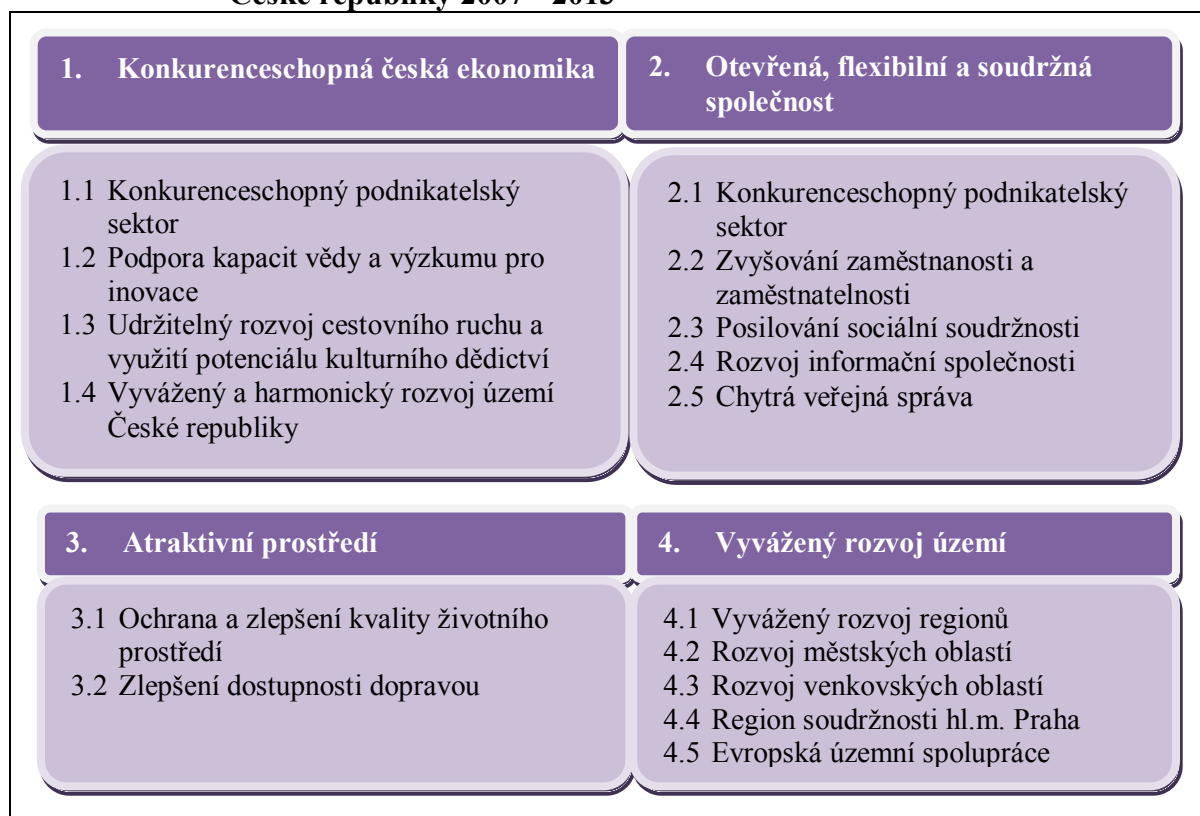 České republiky 2007 - 2013
1. Konkurenceschopná česká ekonomika
2. Otevřená, flexibilní a soudržná
společnost
1.1 Konkurenceschopný podnikatelský
sektor
1.2 Podpora kapacit vědy a výzkumu pro
inovace
1.3 Udržitelný rozvoj cestovního ruchu a
využití potenciálu kulturního dědictví
1.4 Vyvážený a harmonický rozvoj území
České republiky
2.1 Konkurenceschopný podnikatelský
sektor
2.2 Zvyšování zaměstnanosti a
zaměstnatelnosti
2.3 Posilování sociální soudržnosti
2.4 Rozvoj informační společnosti
2.5 Chytrá veřejná správa
3. Atraktivní prostředí
4. Vyvážený rozvoj území
3.1 Ochrana a zlepšení kvality životního
prostředí
3.2 Zlepšení dostupnosti dopravou
4.1 Vyvážený rozvoj regionů
4.2 Rozvoj městských oblastí
4.3 Rozvoj venkovských oblastí
4.4 Region soudržnosti hl.m. Praha
4.5 Evropská územní spolupráce